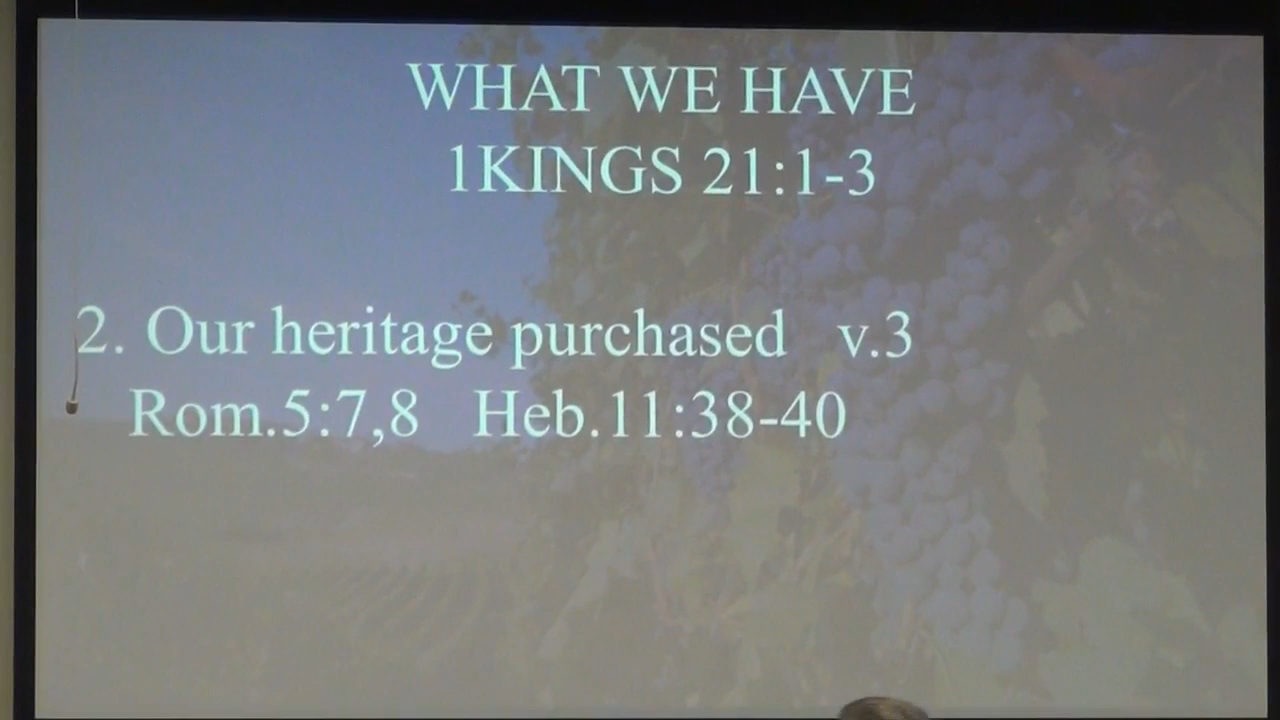 WHAT WE HAVE
1KINGS 21:1-3
2. Our heritage purchased v.3
Rom.5:7,8 Heb.11:38-40